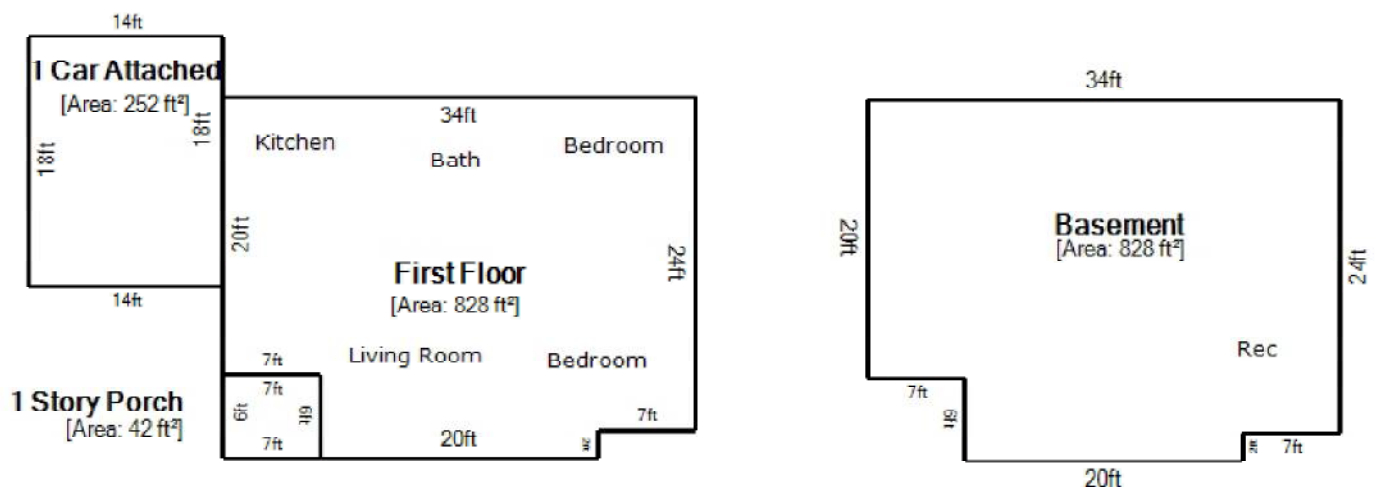 14ft
1 Car Attached
[Area: 252 ft²]
18ft
18ft
14ft
34ft
Kitchen
Bath
Bedroom
20ft
24ft
First Floor
[Area: 828 ft²]
Living Room
Bedroom
7ft
7ft
6ft
6ft
7ft
1 Story Porch
[Area: 42 ft²]
20ft
2ft
7ft
34ft
20ft
Basement
[Area: 828 ft²]
24ft
Rec
7ft
6ft
20ft
7ft